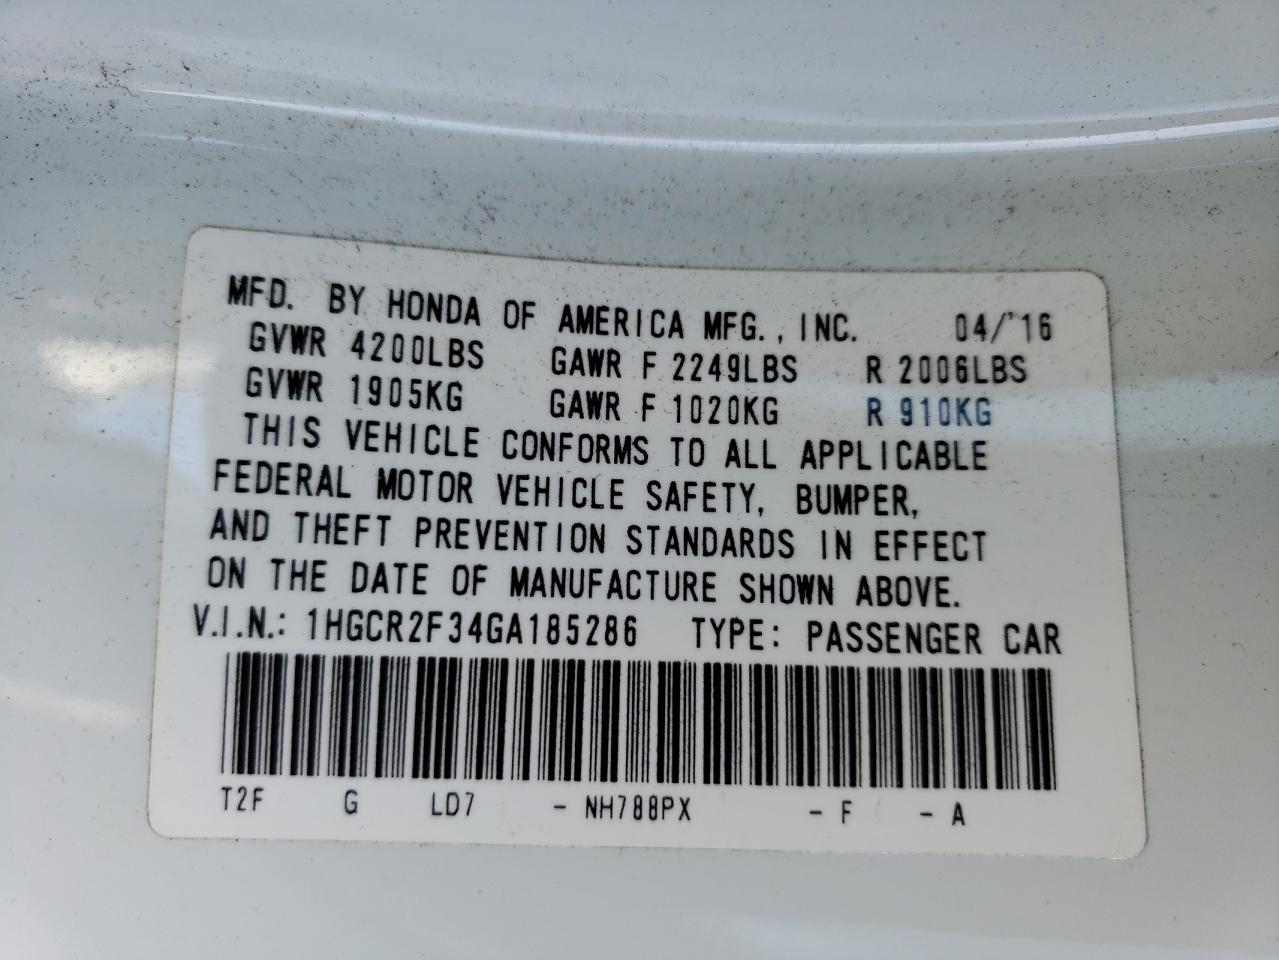 MFD. BY HONDA OF AMERICA MFG., INC. 04/'16
GVWR 4200LBS GAWR F 2249LBS R 2006LBS
GVWR 1905KG GAWR F 1020KG R 910KG
THIS VEHICLE CONFORMS TO ALL APPLICABLE
FEDERAL MOTOR VEHICLE SAFETY, BUMPER,
AND THEFT PREVENTION STANDARDS IN EFFECT
ON THE DATE OF MANUFACTURE SHOWN ABOVE.
V.I.N.: 1HGCR2F34GA185286 TYPE: PASSENGER CAR
T2F G LD7 - NH788PX - F - A